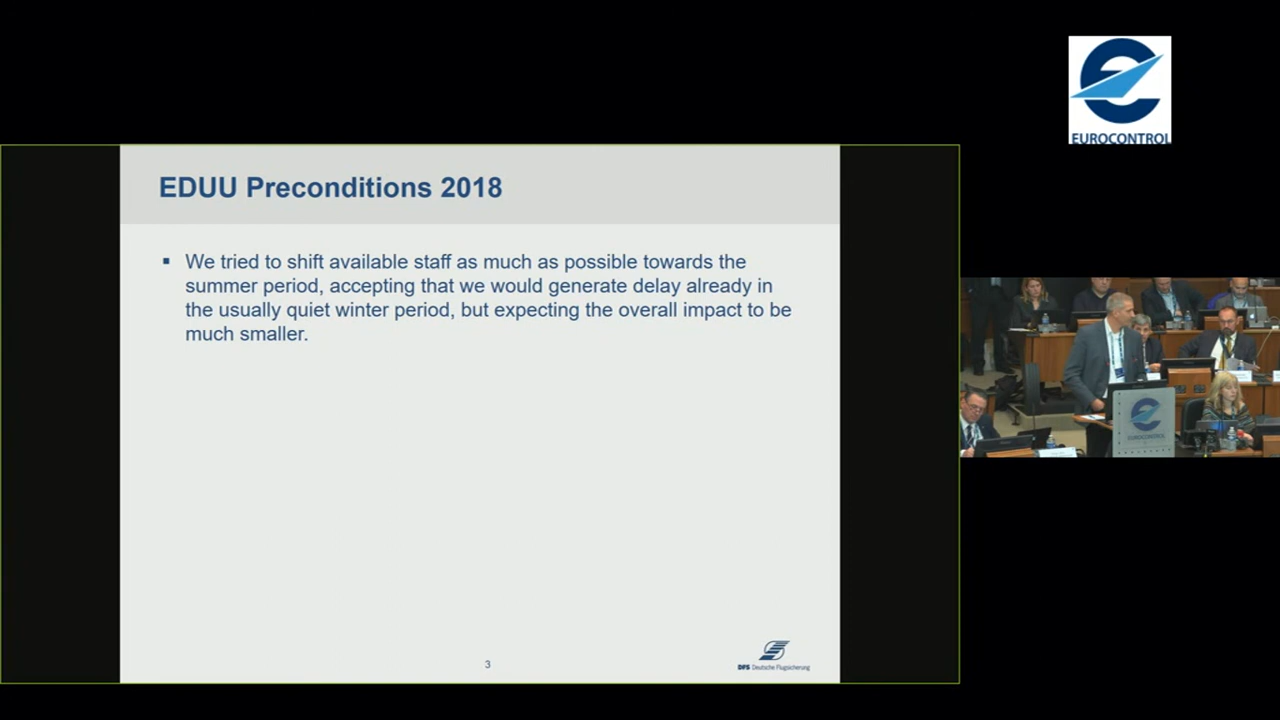 EUROCONTROL
EDUU Preconditions 2018
▪ We tried to shift available staff as much as possible towards the
summer period, accepting that we would generate delay already in
the usually quiet winter period, but expecting the overall impact to be
much smaller.
3
DFS Deutsche Flugsicherung
EUROCONTROL